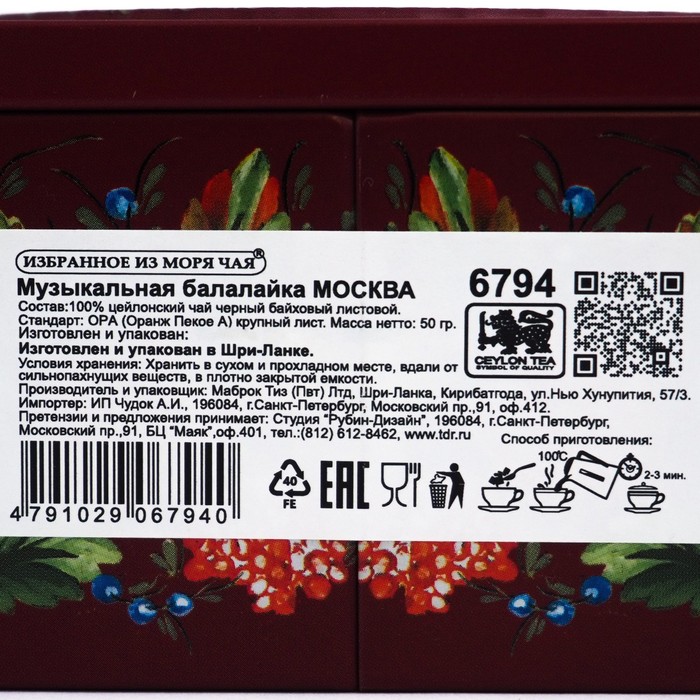 ИЗБРАННОЕ ИЗ МОРЯ ЧАЯ®
Музыкальная балалайка МОСКВА
6794
Состав:100% цейлонский чай черный байховый листовой.
Стандарт: ОРА (Оранж Пекое А) крупный лист. Масса нетто: 50 гр.
Изготовлен и упакован:
Изготовлен и упакован в Шри-Ланке.
CEYLON TEA
SYMBOL OF QUALITY
Условия хранения: Хранить в сухом и прохладном месте, вдали от
сильнопахнущих веществ, в плотно закрытой емкости.
Производитель и упаковщик: Маброк Тиз (Пвт) Лтд, Шри-Ланка, Кирибатгода, ул.Нью Хунупития, 57/3.
Импортер: ИП Чудок А.И., 196084, г.Санкт-Петербург, Московский пр.,91, оф.412.
Претензии и предложения принимает: Студия "Рубин-Дизайн", 196084, г.Санкт-Петербург,
Московский пр.,91, БЦ "Маяк",оф.401, тел.:(812) 612-8462, www.tdr.ru
Способ приготовления:
100℃
2-3 мин.
40
FE
EAC
4 791029 067940